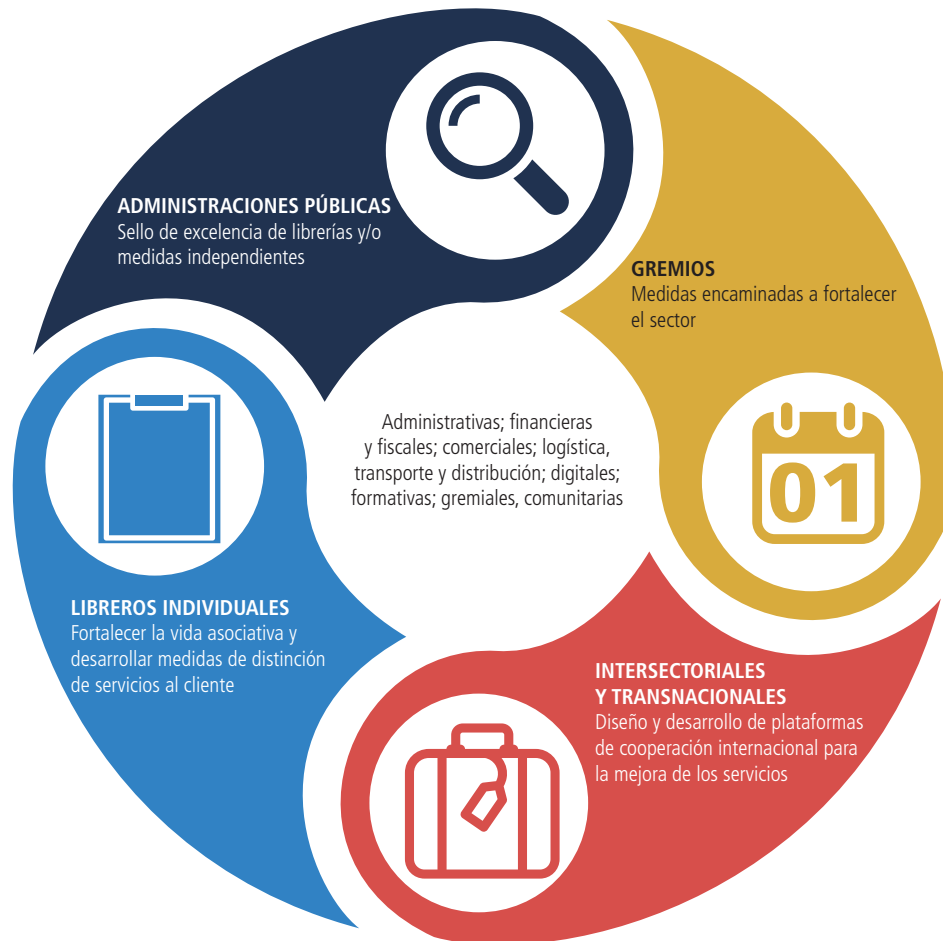 ADMINISTRACIONES PÚBLICAS
Sello de excelencia de librerías y/o
medidas independientes
GREMIOS
Medidas encaminadas a fortalecer
el sector
Administrativas; financieras
y fiscales; comerciales; logística,
transporte y distribución; digitales;
formativas; gremiales, comunitarias
01
LIBREROS INDIVIDUALES
Fortalecer la vida asociativa y
desarrollar medidas de distinción
de servicios al cliente
INTERSECTORIALES
Y TRANSNACIONALES
Diseño y desarrollo de plataformas
de cooperación internacional para
la mejora de los servicios